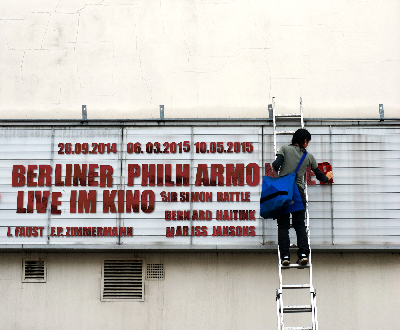 26.09.2014 06.03.2015 10.05.2015
BERLINER PHILHARMO
LIVE IM KINO SIR SIMON RATTLE
BERNARD HAITINK
I. FAUST F.P. ZIMMERMANN MARISS JANSONS